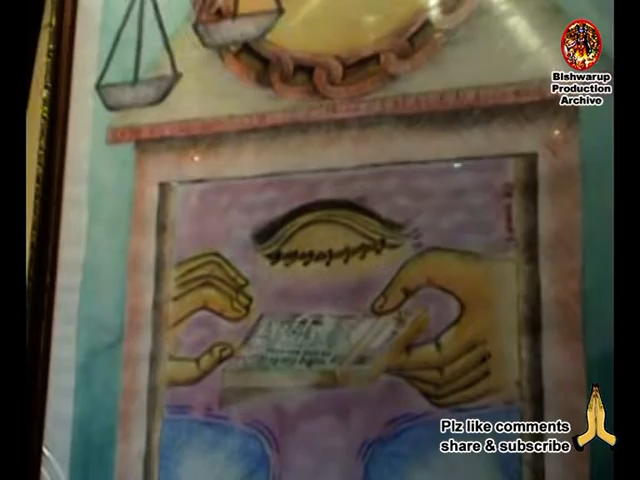 Bishwarup
Production
Archive
Plz like comments
share & subscribe